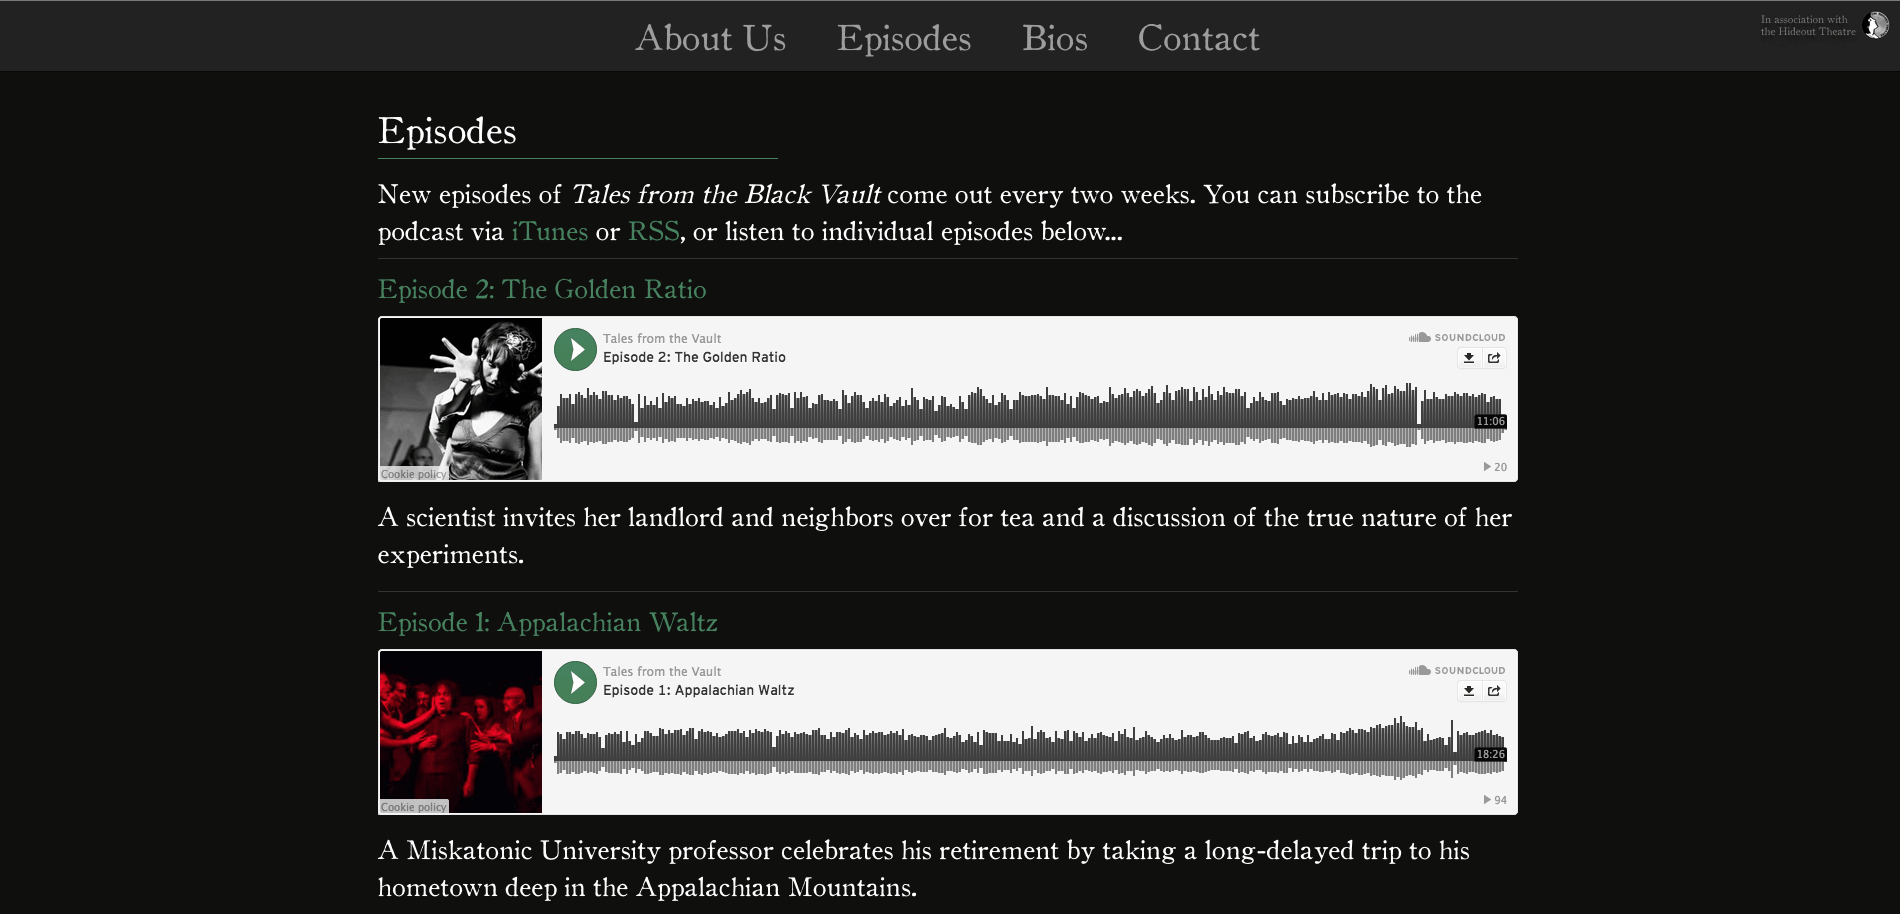 About Us Episodes Bios Contact
In association with
the Hideout Theatre
Episodes
New episodes of Tales from the Black Vault come out every two weeks. You can subscribe to the
podcast via iTunes or RSS, or listen to individual episodes below...
Episode 2: The Golden Ratio
Tales from the Vault
Episode 2: The Golden Ratio
SOUNDCLOUD
11:06
20
Cookie policy
A scientist invites her landlord and neighbors over for tea and a discussion of the true nature of her
experiments.
Episode 1: Appalachian Waltz
Tales from the Vault
Episode 1: Appalachian Waltz
SOUNDCLOUD
18:26
94
Cookie policy
A Miskatonic University professor celebrates his retirement by taking a long-delayed trip to his
hometown deep in the Appalachian Mountains.